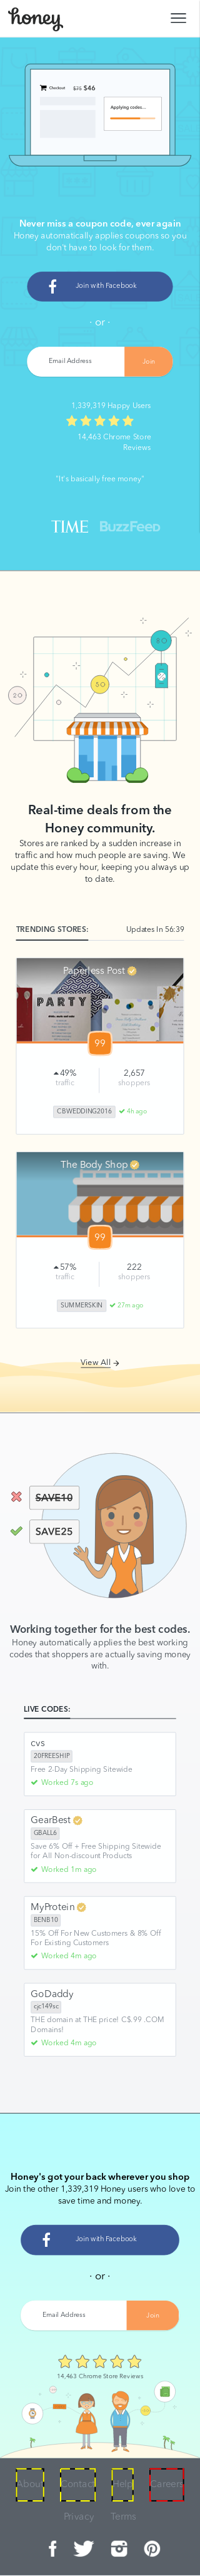 honey
Checkout $75 $46
Applying codes...
Never miss a coupon code, ever again
Honey automatically applies coupons so you
don't have to look for them.
Join with Facebook
· or ·
Email Address
Join
1,339,319 Happy Users
14,463 Chrome Store
Reviews
"It's basically free money"
TIME BuzzFeed
80
50
20
Real-time deals from the
Honey community.
Stores are ranked by a sudden increase in
traffic and how much people are saving. We
update this every hour, keeping you always up
to date.
TRENDING STORES: Updates In 56:39
Paperless Post
PARTY
99
49% 2,657
traffic shoppers
CBWEDDING2016 4h ago
The Body Shop
99
57% 222
traffic shoppers
SUMMERSKIN 27m ago
View All
SAVE10
SAVE25
Working together for the best codes.
Honey automatically applies the best working
codes that shoppers are actually saving money
with.
LIVE CODES:
cvs
20FREESHIP
Free 2-Day Shipping Sitewide
Worked 7s ago
GearBest
GBALL6
Save 6% Off + Free Shipping Sitewide
for All Non-discount Products
Worked 1m ago
MyProtein
BENB10
15% Off For New Customers & 8% Off
For Existing Customers
Worked 4m ago
GoDaddy
cjc149sc
THE domain at THE price! C$.99 .COM
Domains!
Worked 4m ago
Honey's got your back wherever you shop
Join the other 1,339,319 Honey users who love to
save time and money.
Join with Facebook
· or ·
Email Address
Join
14,463 Chrome Store Reviews
About Contact Help Careers
Privacy Terms